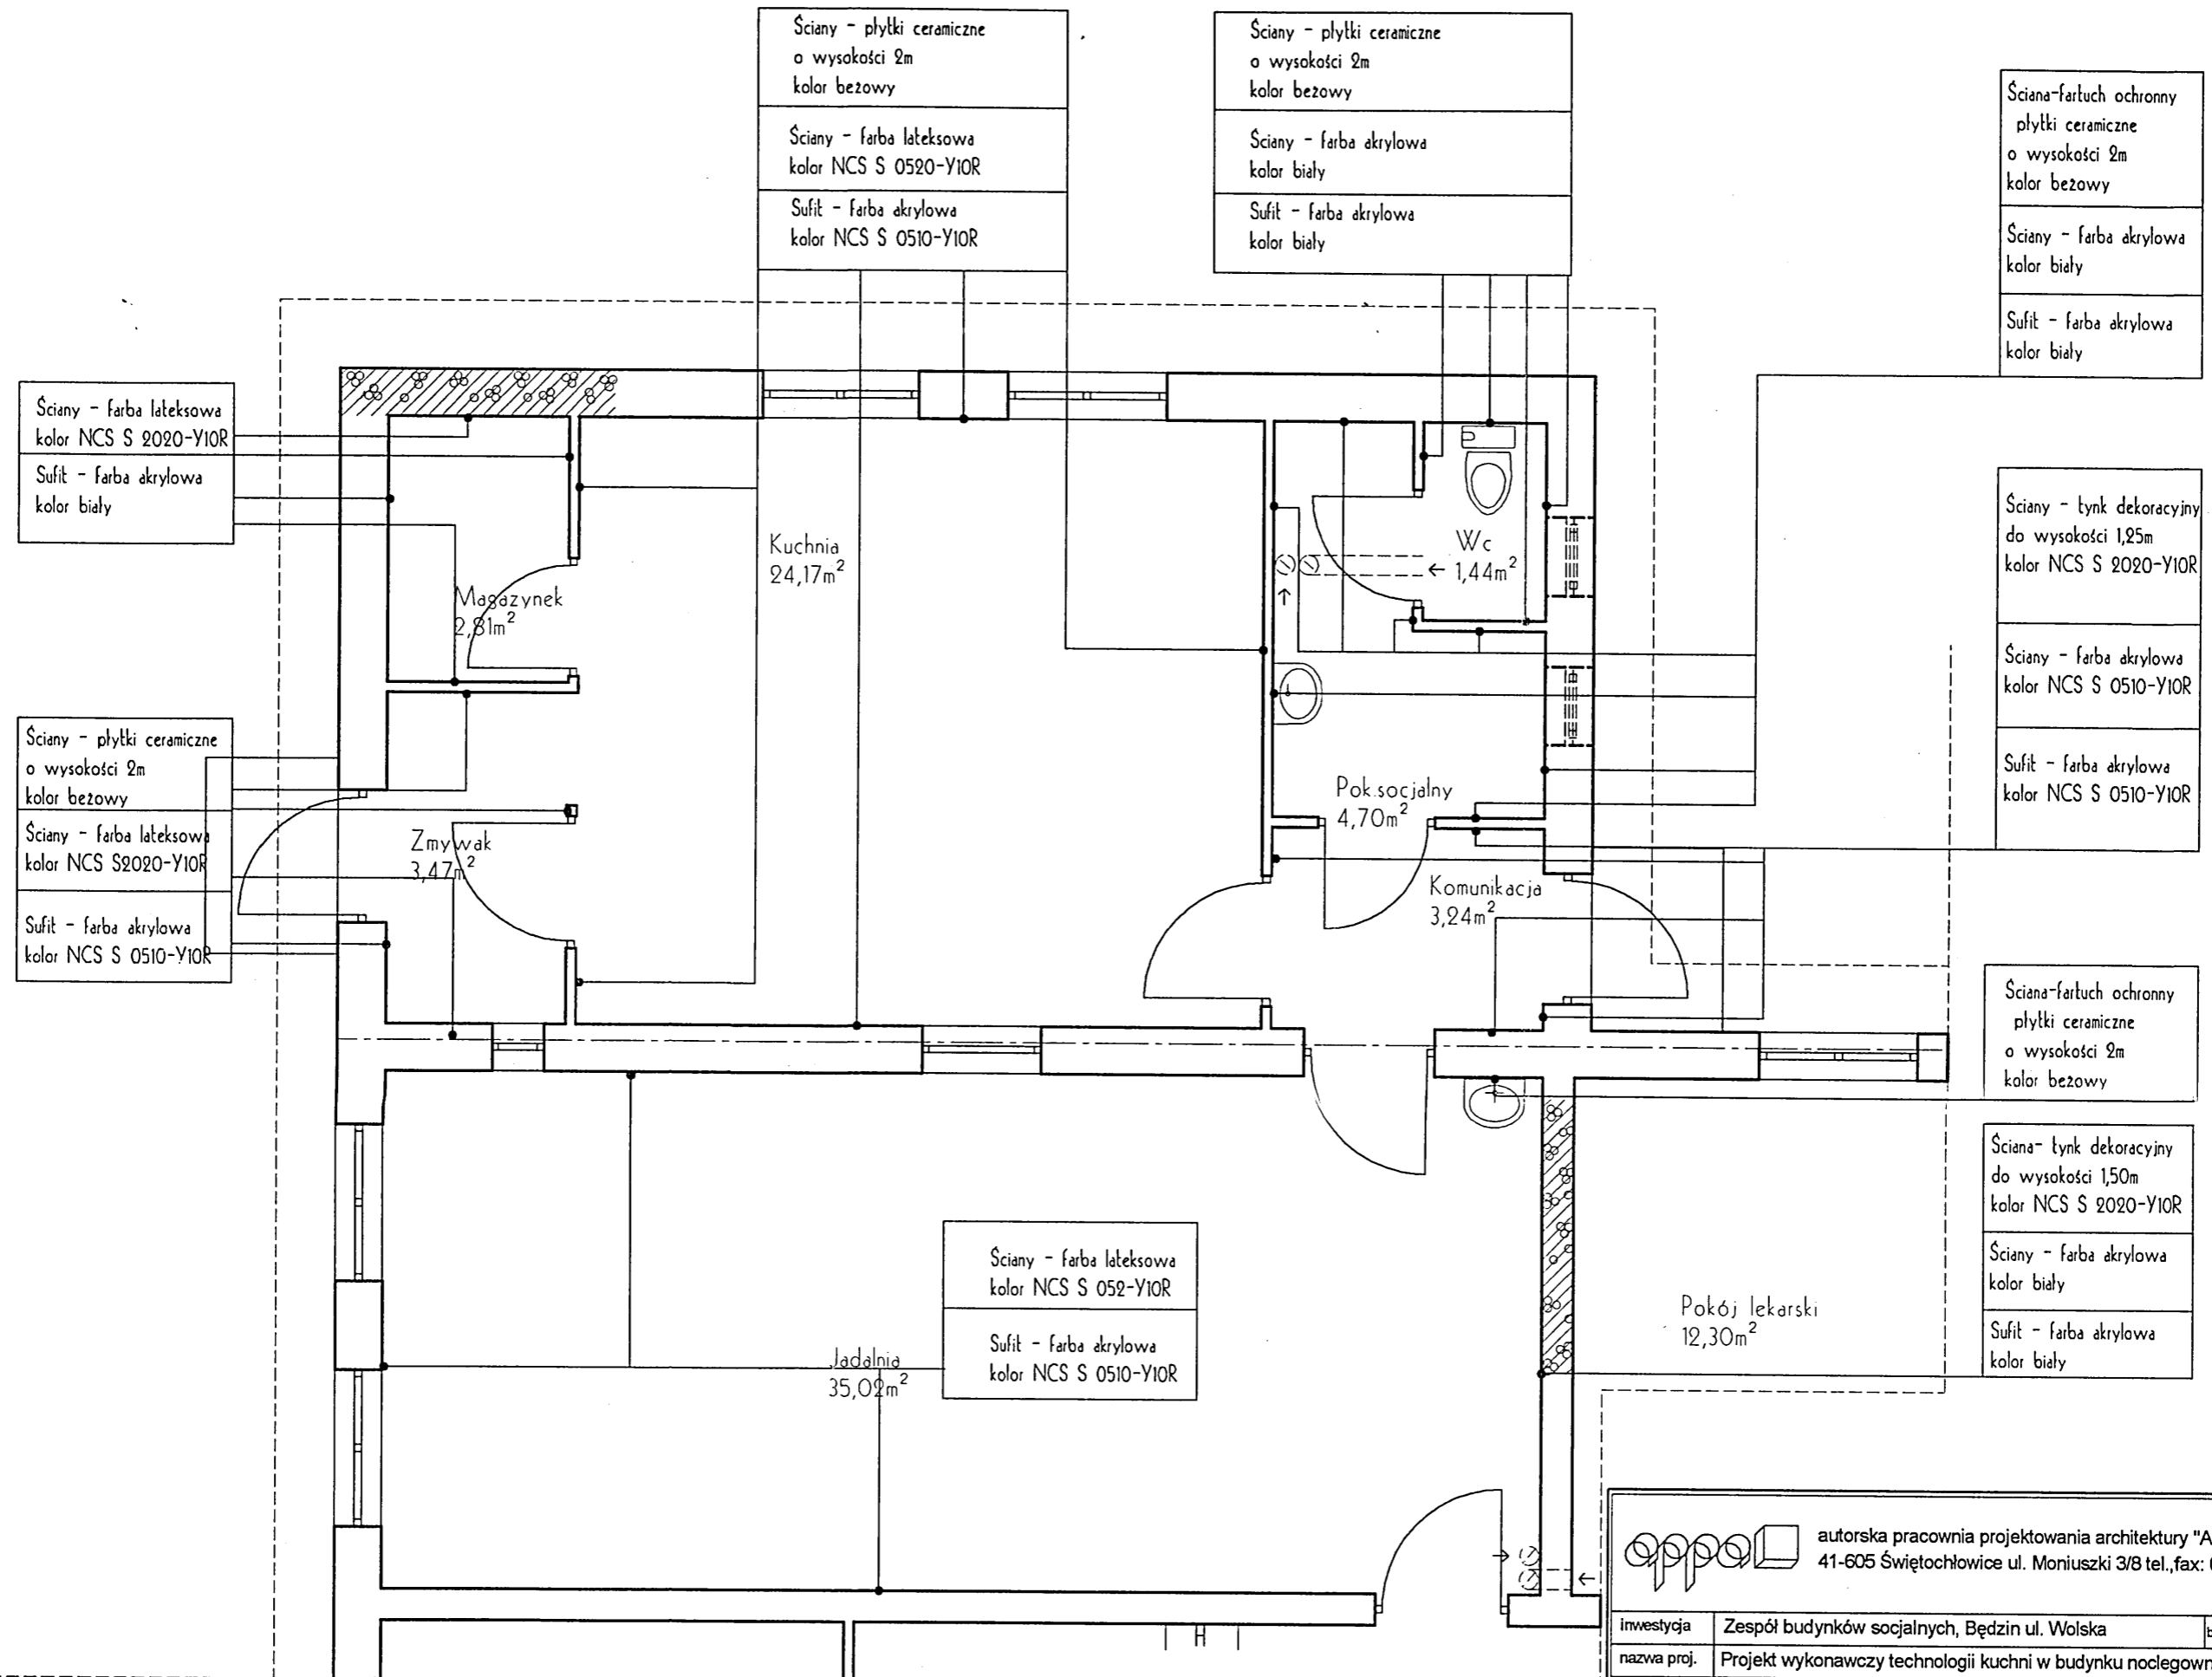 Ściany - płytki ceramiczne
o wysokości 2m
kolor beżowy
Ściany - farba lateksowa
kolor NCS S 0520-Y10R
Sufit - farba akrylowa
kolor NCS S 0510-Y10R
Ściany - płytki ceramiczne
o wysokości 2m
kolor beżowy
Ściany - farba akrylowa
kolor biały
Sufit - farba akrylowa
kolor biały
Ściana-fartuch ochronny
płytki ceramiczne
o wysokości 2m
kolor beżowy
Ściany - farba akrylowa
kolor biały
Sufit - farba akrylowa
kolor biały
Ściany - farba lateksowa
kolor NCS S 2020-Y10R
Sufit - farba akrylowa
kolor biały
Ściany - tynk dekoracyjny
do wysokości 1,25m
kolor NCS S 2020-Y10R
Ściany - farba akrylowa
kolor NCS S 0510-Y10R
Sufit - farba akrylowa
kolor NCS S 0510-Y10R
Kuchnia
24,17m²
Wc
1,44m²
Magazynek
2,81m²
Ściany - płytki ceramiczne
o wysokości 2m
kolor beżowy
Ściany - farba lateksowa
kolor NCS S2020-Y10R
Sufit - farba akrylowa
kolor NCS S 0510-Y10R
Zmywak
3,47m²
Pok.socjalny
4,70m²
Komunikacja
3,24m²
Ściana-fartuch ochronny
płytki ceramiczne
o wysokości 2m
kolor beżowy
Ściana- tynk dekoracyjny
do wysokości 1,50m
kolor NCS S 2020-Y10R
Ściany - farba akrylowa
kolor biały
Sufit - farba akrylowa
kolor biały
Ściany - farba lateksowa
kolor NCS S 052-Y10R
Sufit - farba akrylowa
kolor NCS S 0510-Y10R
Jadalnia
35,02m²
Pokój lekarski
12,30m²
appa
autorska pracownia projektowania architektury "A
41-605 Świętochłowice ul. Moniuszki 3/8 tel.,fax:
inwestycja Zespół budynków socjalnych, Będzin ul. Wolska
nazwa proj. Projekt wykonawczy technologii kuchni w budynku noclegown